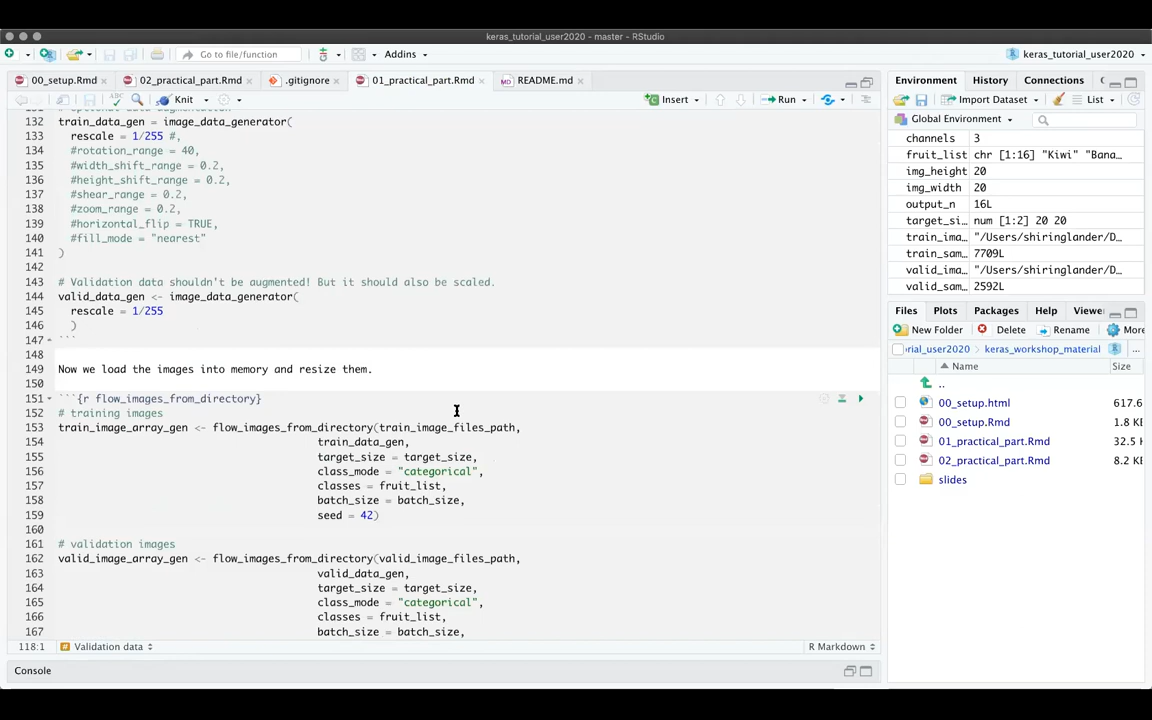 keras_tutorial_user2020 - master - RStudio
Go to file/function
Addins
keras_tutorial_user2020
00_setup.Rmd
02_practical_part.Rmd
.gitignore
01_practical_part.Rmd
README.md
Knit
Insert
Run
132 train_data_gen = image_data_generator(
133 rescale = 1/255 #,
134 #rotation_range = 40,
135 #width_shift_range = 0.2,
136 #height_shift_range = 0.2,
137 #shear_range = 0.2,
138 #zoom_range = 0.2,
139 #horizontal_flip = TRUE,
140 #fill_mode = "nearest"
141 )
142
143 # Validation data shouldn't be augmented! But it should also be scaled.
144 valid_data_gen <- image_data_generator(
145 rescale = 1/255
146 )
147 ```
148
149 Now we load the images into memory and resize them.
150
151 ```{r flow_images_from_directory}
152 # training images
153 train_image_array_gen <- flow_images_from_directory(train_image_files_path,
154 train_data_gen,
155 target_size = target_size,
156 class_mode = "categorical",
157 classes = fruit_list,
158 batch_size = batch_size,
159 seed = 42)
160
161 # validation images
162 valid_image_array_gen <- flow_images_from_directory(valid_image_files_path,
163 valid_data_gen,
164 target_size = target_size,
165 class_mode = "categorical",
166 classes = fruit_list,
167 batch_size = batch_size,
118:1 Validation data R Markdown
Console
Environment History Connections
Import Dataset List
Global Environment
channels 3
fruit_list chr [1:16] "Kiwi" "Bana…
img_height 20
img_width 20
output_n 16L
target_si… num [1:2] 20 20
train_ima… "/Users/shiringlander/D…
train_sam… 7709L
valid_ima… "/Users/shiringlander/D…
valid_sam… 2592L
Files Plots Packages Help Viewe
New Folder Delete Rename More
rial_user2020 keras_workshop_material ...
Name Size
..
00_setup.html 617.6
00_setup.Rmd 1.8 KE
01_practical_part.Rmd 32.5 K
02_practical_part.Rmd 8.2 KE
slides